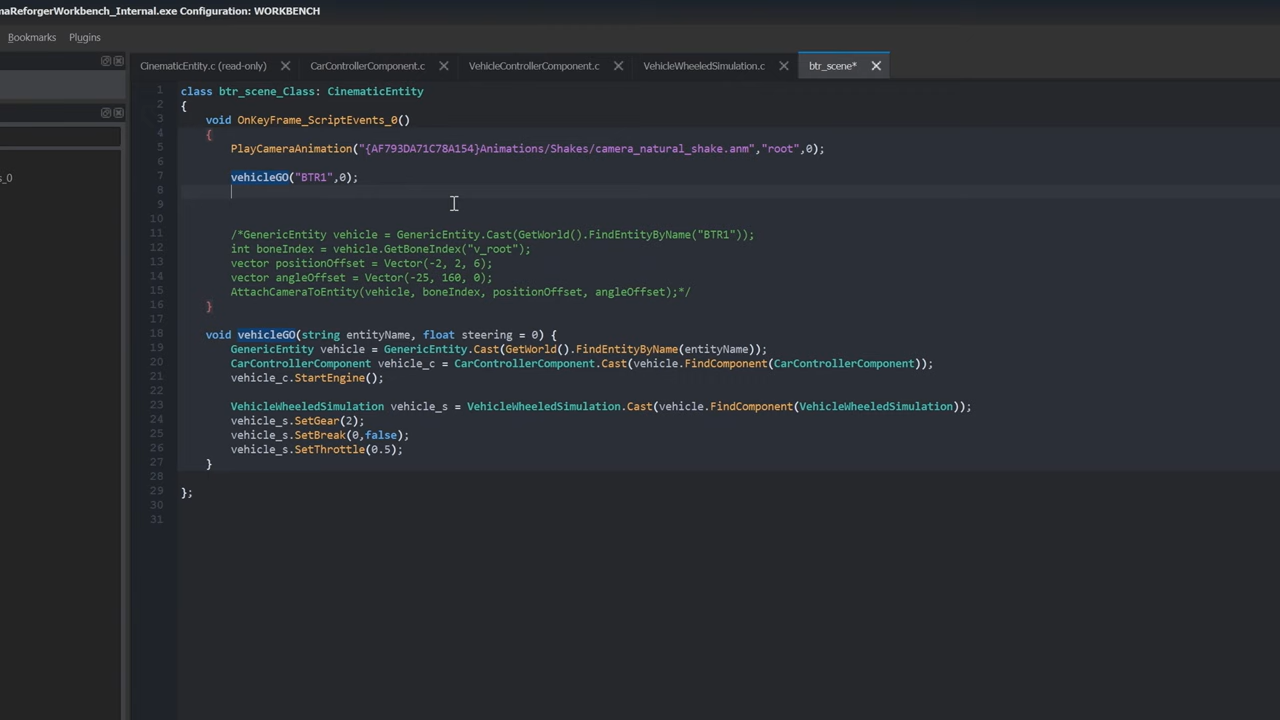 maReforgerWorkbench_Internal.exe Configuration: WORKBENCH
Bookmarks Plugins
CinematicEntity.c (read-only) CarControllerComponent.c VehicleControllerComponent.c VehicleWheeledSimulation.c btr_scene*
s_0
1 class btr_scene_Class: CinematicEntity
2 {
3 void OnKeyFrame_ScriptEvents_0()
4 {
5 PlayCameraAnimation("{AF793DA71C78A154}Animations/Shakes/camera_natural_shake.anm","root",0);
6
7 vehicleGO("BTR1",0);
8
9
10
11 /*GenericEntity vehicle = GenericEntity.Cast(GetWorld().FindEntityByName("BTR1"));
12 int boneIndex = vehicle.GetBoneIndex("v_root");
13 vector positionOffset = Vector(-2, 2, 6);
14 vector angleOffset = Vector(-25, 160, 0);
15 AttachCameraToEntity(vehicle, boneIndex, positionOffset, angleOffset);*/
16 }
17
18 void vehicleGO(string entityName, float steering = 0) {
19 GenericEntity vehicle = GenericEntity.Cast(GetWorld().FindEntityByName(entityName));
20 CarControllerComponent vehicle_c = CarControllerComponent.Cast(vehicle.FindComponent(CarControllerComponent));
21 vehicle_c.StartEngine();
22
23 VehicleWheeledSimulation vehicle_s = VehicleWheeledSimulation.Cast(vehicle.FindComponent(VehicleWheeledSimulation));
24 vehicle_s.SetGear(2);
25 vehicle_s.SetBreak(0,false);
26 vehicle_s.SetThrottle(0.5);
27 }
28
29 };
30
31